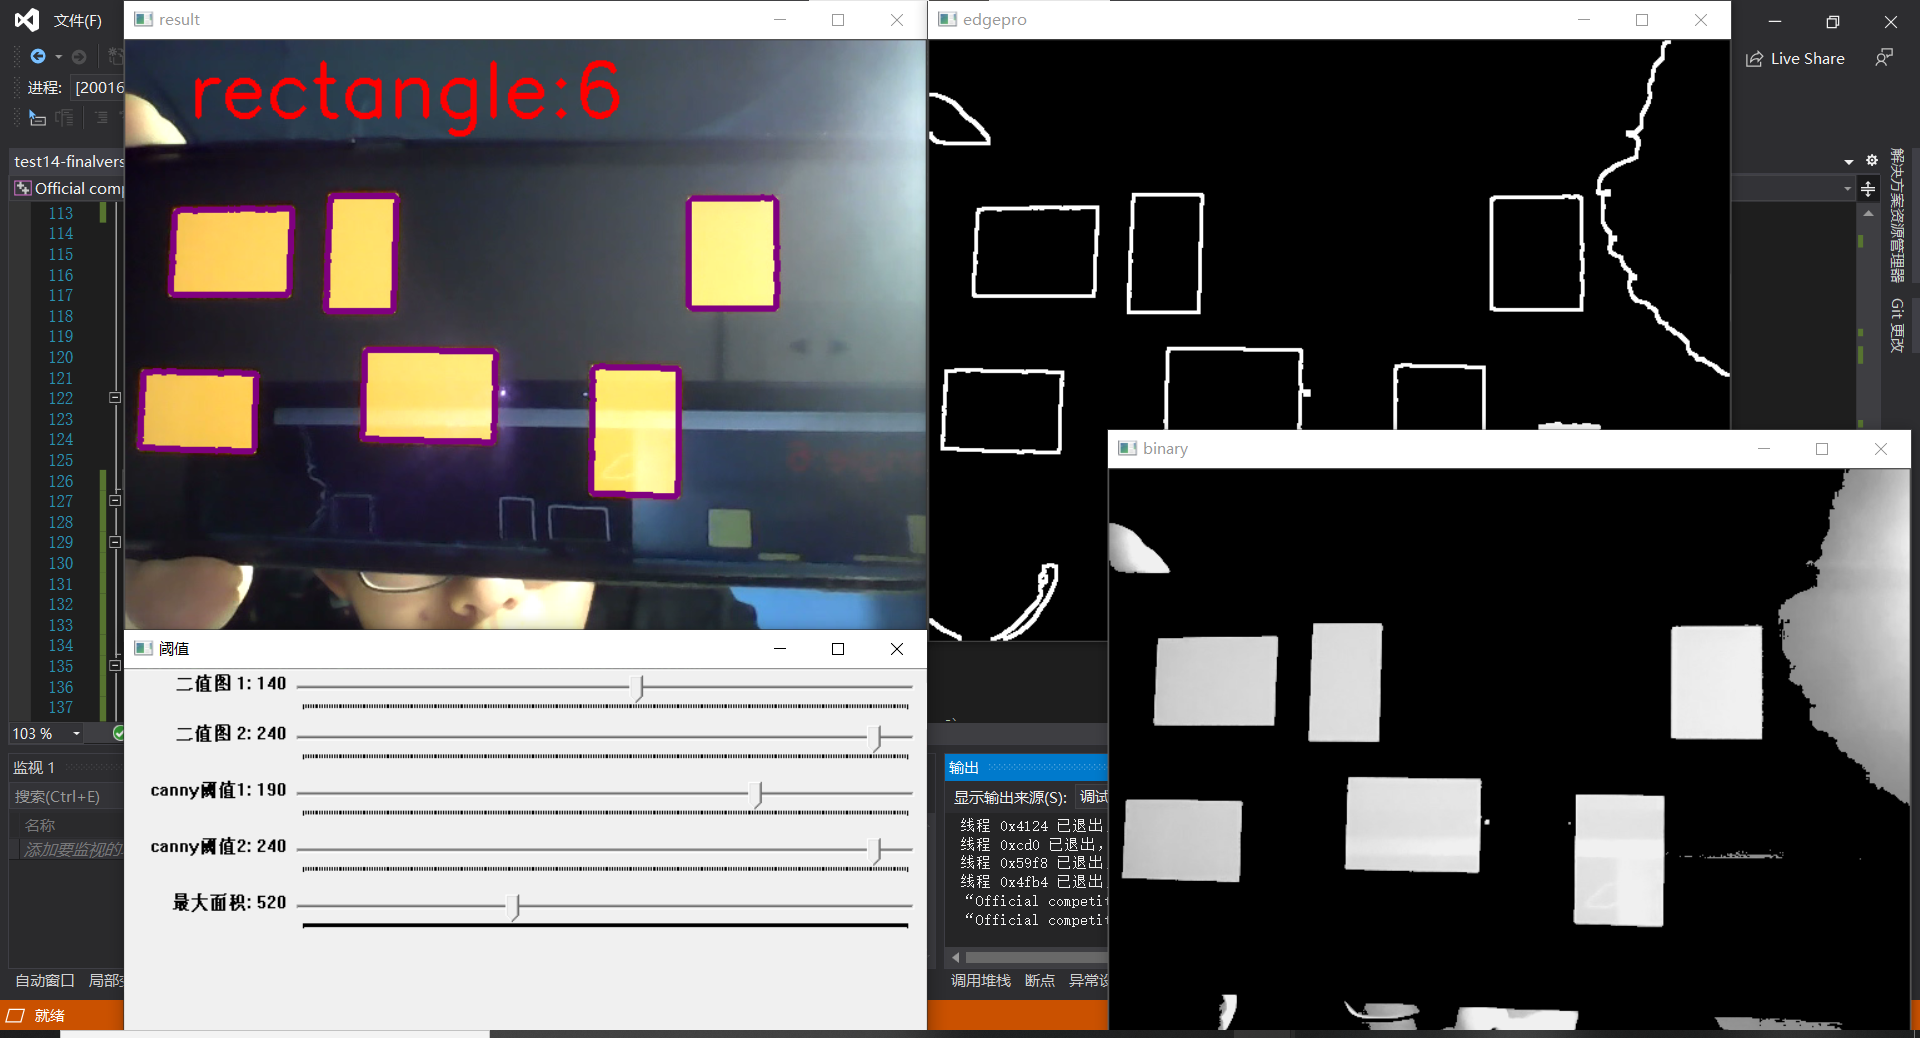 文件(F)
result
edgepro
Live Share
进程:
[20016
rectangle:6
test14-finalvers
Official comp
解决方案资源管理器
Git 更改
113
114
115
116
117
118
119
120
121
122
123
124
125
126
127
128
129
130
131
132
133
134
135
136
137
binary
阈值
二值图 1: 140
二值图 2: 240
canny阈值1: 190
canny阈值2: 240
最大面积: 520
103 %
监视 1
搜索(Ctrl+E)
名称
添加要监视的
自动窗口
局部
就绪
输出
显示输出来源(S):
调试
线程 0x4124 已退出
线程 0xcd0 已退出,
线程 0x59f8 已退出
线程 0x4fb4 已退出
“Official competi
“Official competi
调用堆栈
断点
异常设